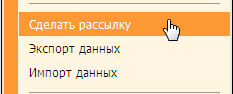 Сделать рассылку
Экспорт данных
Импорт данных